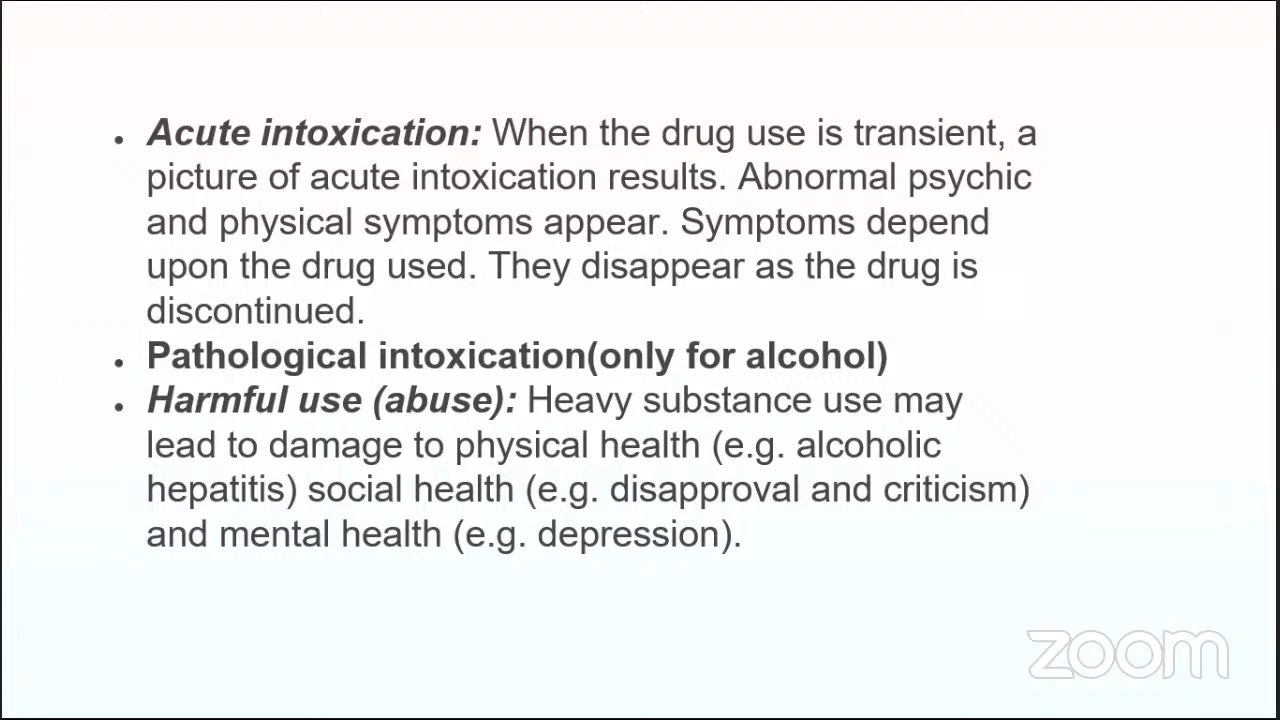 • Acute intoxication: When the drug use is transient, a
picture of acute intoxication results. Abnormal psychic
and physical symptoms appear. Symptoms depend
upon the drug used. They disappear as the drug is
discontinued.
• Pathological intoxication(only for alcohol)
• Harmful use (abuse): Heavy substance use may
lead to damage to physical health (e.g. alcoholic
hepatitis) social health (e.g. disapproval and criticism)
and mental health (e.g. depression).
zoom